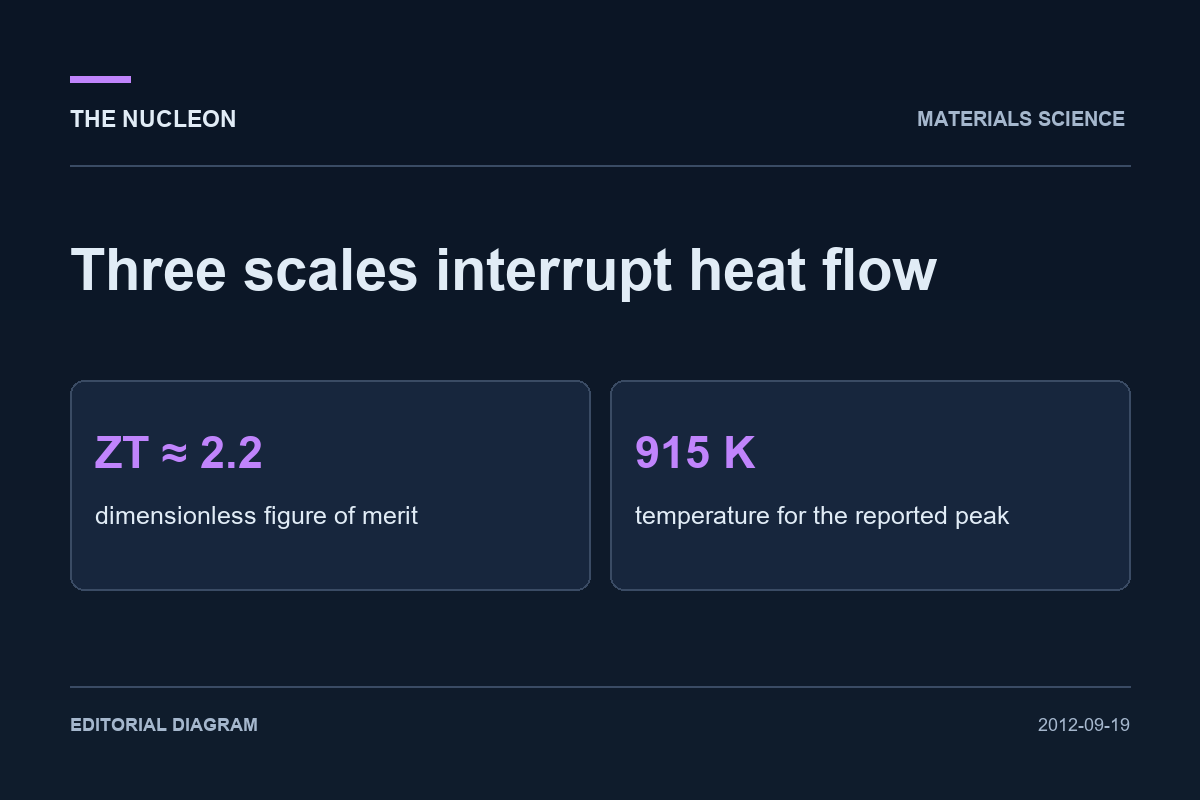 THE NUCLEON
MATERIALS SCIENCE
Three scales interrupt heat flow
ZT ≈ 2.2
dimensionless figure of merit
915 K
temperature for the reported peak
EDITORIAL DIAGRAM
2012-09-19